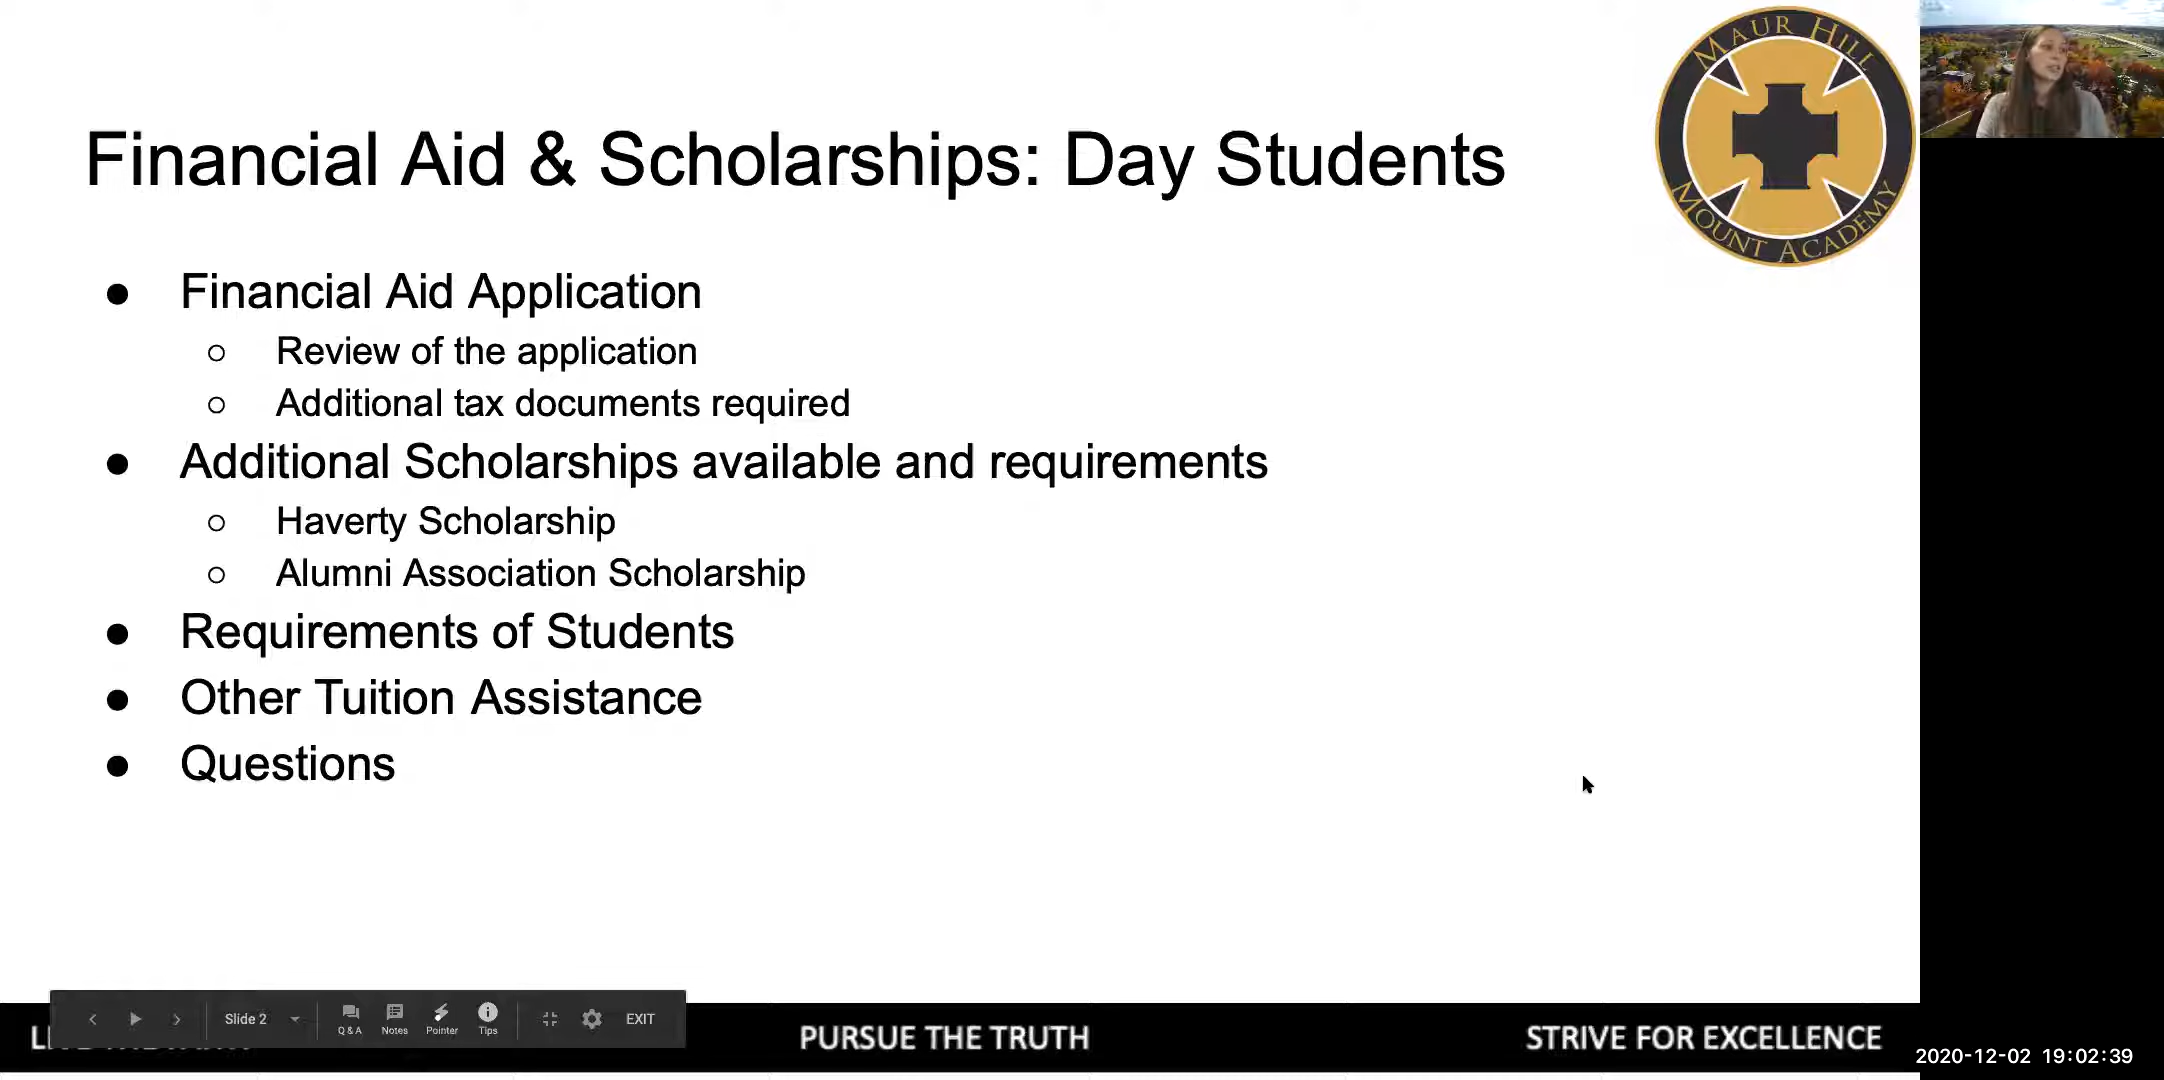 MAUR HILL
MOUNT ACADEMY
Financial Aid & Scholarships: Day Students
● Financial Aid Application
○ Review of the application
○ Additional tax documents required
● Additional Scholarships available and requirements
○ Haverty Scholarship
○ Alumni Association Scholarship
● Requirements of Students
● Other Tuition Assistance
● Questions
Slide 2
Q & A
Notes
Pointer
Tips
EXIT
PURSUE THE TRUTH
STRIVE FOR EXCELLENCE
2020-12-02 19:02:39